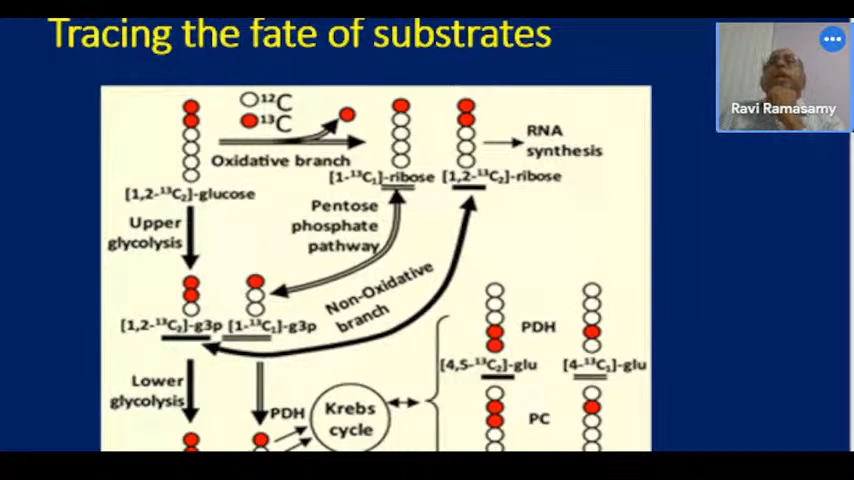 Tracing the fate of substrates
Ravi Ramasamy
¹²C
¹³C
Oxidative branch
RNA
synthesis
[1-¹³C₁]-ribose
[1,2-¹³C₂]-ribose
[1,2-¹³C₂]-glucose
Upper
glycolysis
Pentose
phosphate
pathway
Non-Oxidative
branch
[1,2-¹³C₂]-g3p
[1-¹³C₁]-g3p
PDH
[4,5-¹³C₂]-glu
[4-¹³C₁]-glu
Lower
glycolysis
PDH
Krebs
cycle
PC